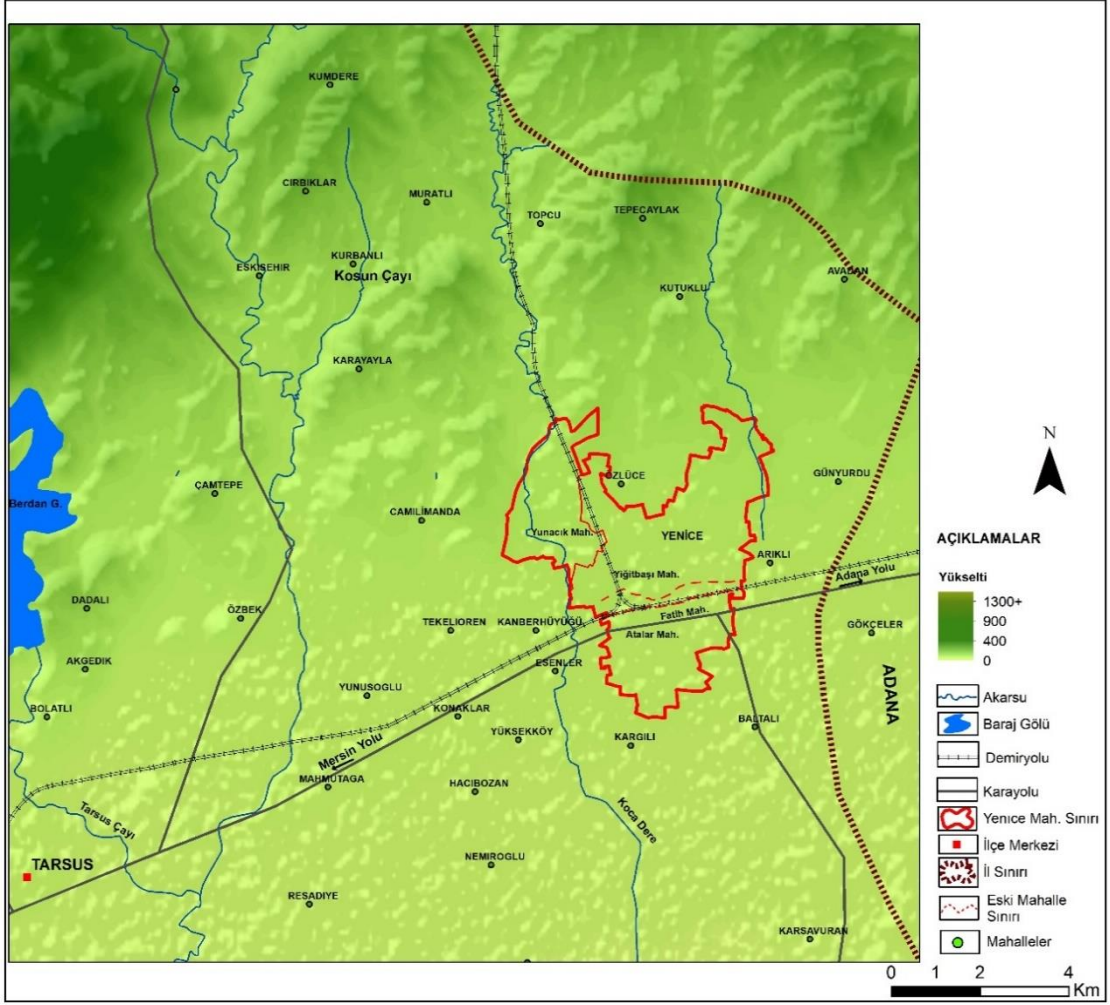 KUMDERE
CIRBIKLAR
MURATLI
TOPCU
TEPECAYLAK
KURBANLI
ESKISEHIR
Kosun Çayı
AVADAN
KUTUKLU
KARAYAYLA
ÖZLÜCE
GÜNYURDU
ÇAMTEPE
Berdan G.
CAMILİMANDA
Yunacık Mah.
YENİCE
ARIKLI
Yiğitbaşı Mah.
Adana Yolu
DADALI
ÖZBEK
Fatih Mah.
TEKELIOREN
KANBERHÜYÜĞÜ
Atalar Mah.
GÖKÇELER
AKGEDIK
ESENLER
ADANA
YUNUSOGLU
BOLATLI
KONAKLAR
BALTALI
YÜKSEKKÖY
KARGILI
Mersin Yolu
MAHMUTAGA
HACIBOZAN
Tarsus Çayı
Koca Dere
TARSUS
NEMIROGLU
RESADIYE
KARSAVURAN
N
AÇIKLAMALAR
Yükselti
1300+
900
400
0
Akarsu
Baraj Gölü
Demiryolu
Karayolu
Yenice Mah. Sınırı
İlçe Merkezi
İl Sınırı
Eski Mahalle
Sınırı
Mahalleler
0 1 2 4
Km